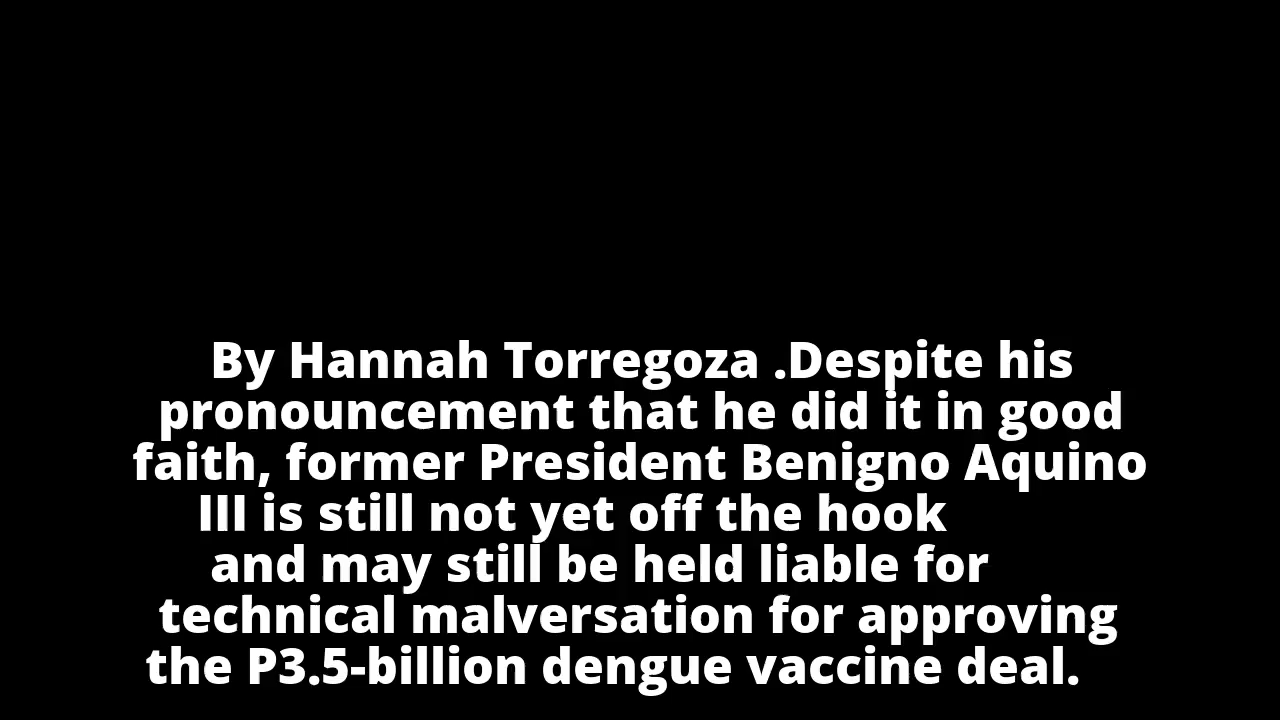 By Hannah Torregoza .Despite his
pronouncement that he did it in good
faith, former President Benigno Aquino
III is still not yet off the hook
and may still be held liable for
technical malversation for approving
the P3.5-billion dengue vaccine deal.